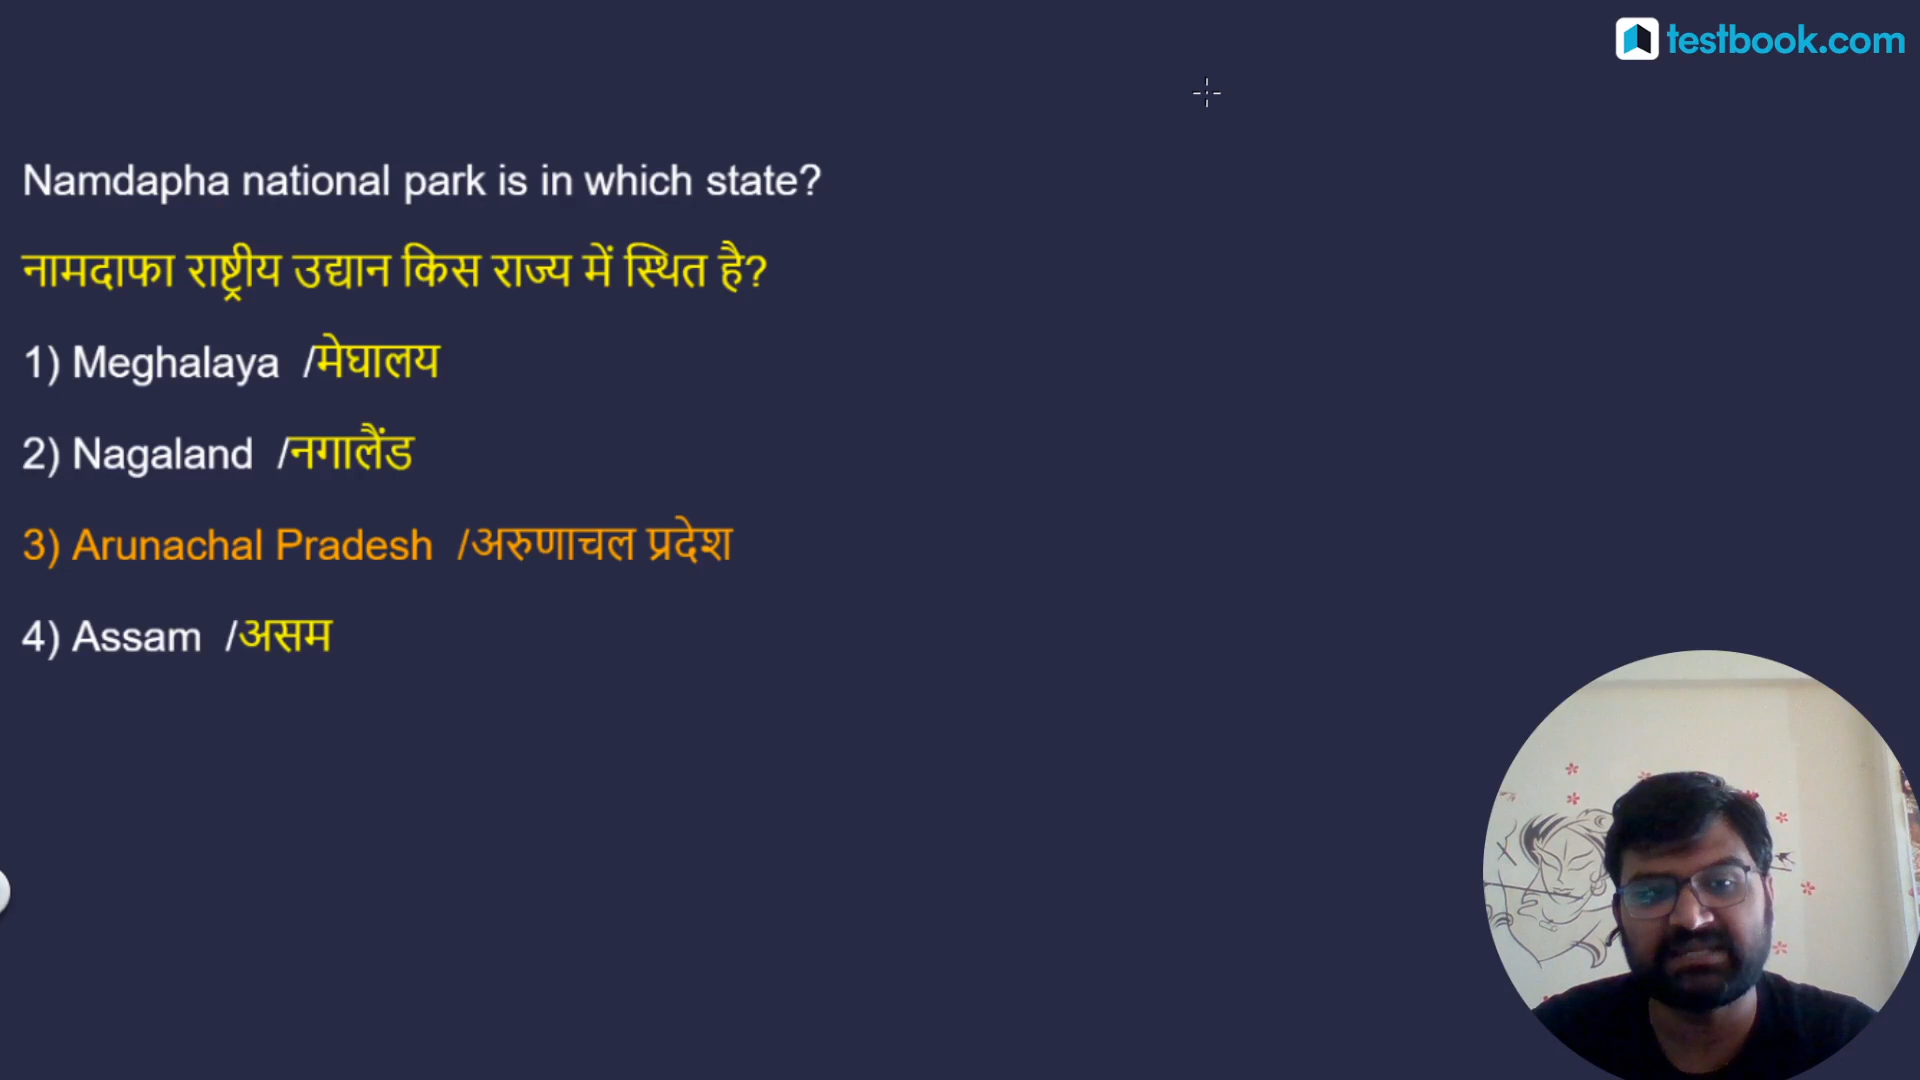 testbook.com
Namdapha national park is in which state?
नामदाफा राष्ट्रीय उद्यान किस राज्य में स्थित है?
1) Meghalaya /मेघालय
2) Nagaland /नगालैंड
3) Arunachal Pradesh /अरुणाचल प्रदेश
4) Assam /असम